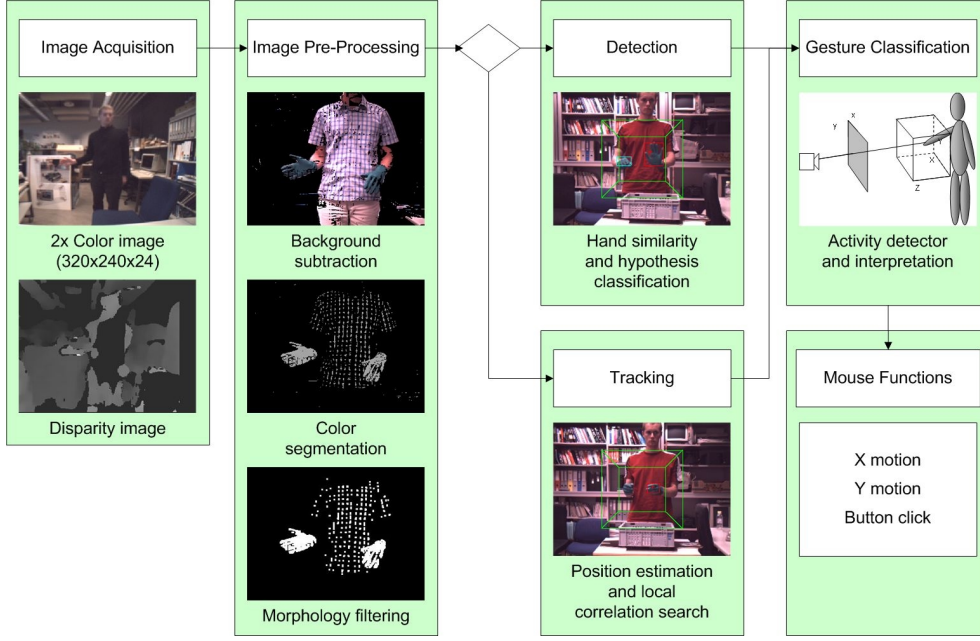 Image Acquisition
2x Color image
(320x240x24)
Disparity image
Image Pre-Processing
Background
subtraction
Color
segmentation
Morphology filtering
Detection
Hand similarity
and hypothesis
classification
Tracking
Position estimation
and local
correlation search
Gesture Classification
Y
x
Y
X
Z
Activity detector
and interpretation
Mouse Functions
X motion
Y motion
Button click